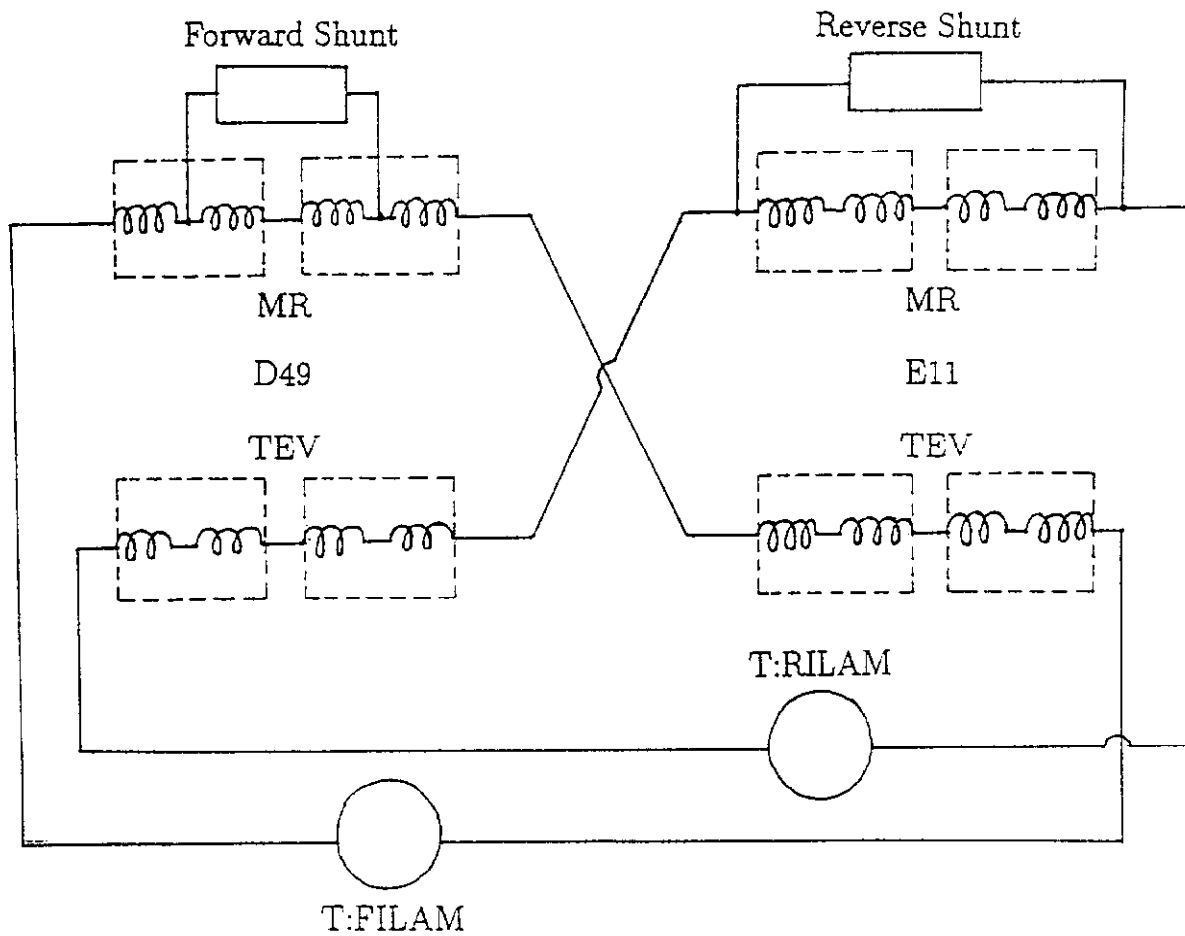 Forward Shunt
Reverse Shunt
MR
MR
D49
E11
TEV
TEV
T:RILAM
T:FILAM